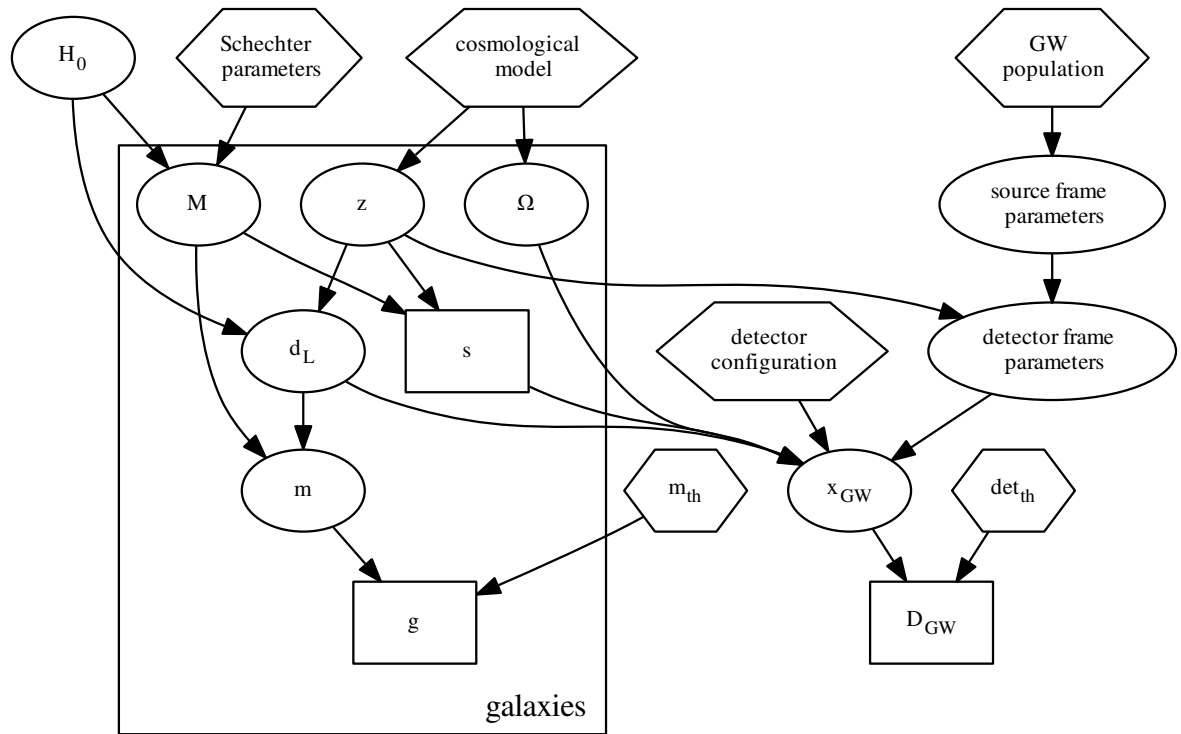 H0
Schechter
parameters
cosmological
model
GW
population
M
z
Ω
source frame
parameters
dL
s
detector
configuration
detector frame
parameters
m
mth
xGW
detth
g
DGW
galaxies